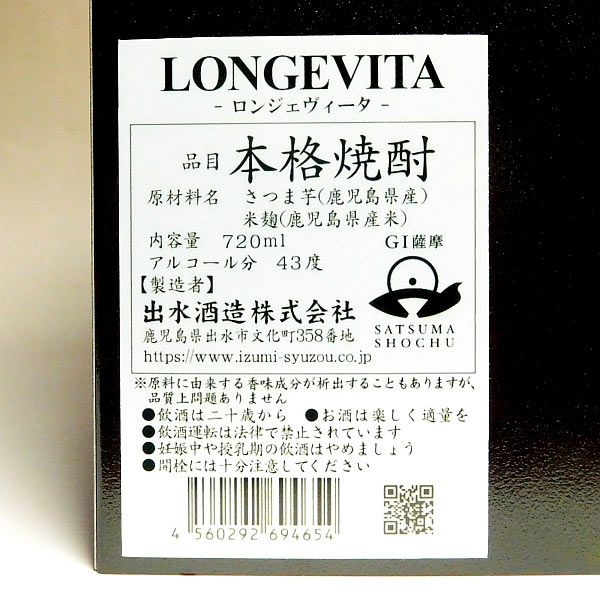 LONGEVITA
- ロンジェヴィータ -
品目 本格焼酎
原材料名 さつま芋(鹿児島県産)
米麹(鹿児島県産米)
内容量 720ml
GI薩摩
アルコール分 43度
【製造者】
出水酒造株式会社
鹿児島県出水市文化町358番地
https://www.izumi-syuzou.co.jp
SATSUMA
SHOCHU
※原料に由来する香味成分が析出することもありますが、
品質上問題ありません
●飲酒は二十歳から ●お酒は楽しく適量を
●飲酒運転は法律で禁止されています
●妊娠中や授乳期の飲酒はやめましょう
●開栓には十分注意してください
4 560292 694654